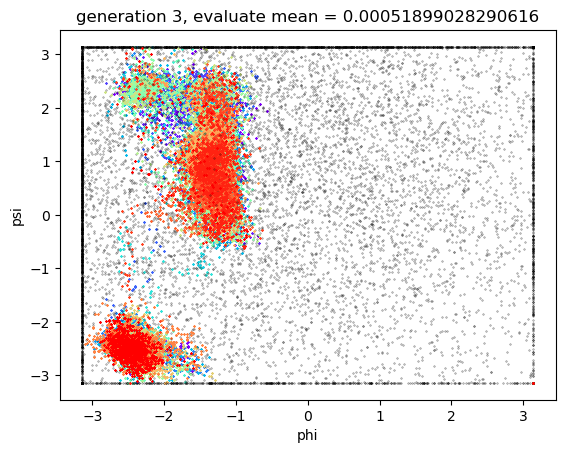 generation 3, evaluate mean = 0.00051899028290616
3
2
1
0
−1
−2
−3
psi
−3 −2 −1 0 1 2 3
phi